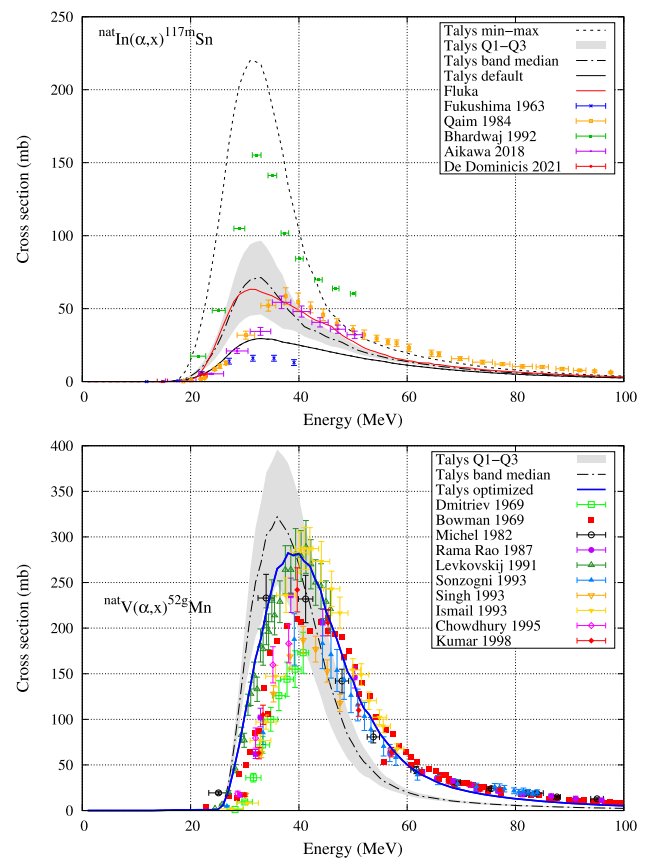 natIn(α,x)117mSn
Talys min−max
Talys Q1−Q3
Talys band median
Talys default
Fluka
Fukushima 1963
Qaim 1984
Bhardwaj 1992
Aikawa 2018
De Dominicis 2021
Cross section (mb)
250
200
150
100
50
0
0 20 40 60 80 100
Energy (MeV)
natV(α,x)52gMn
Talys Q1−Q3
Talys band median
Talys optimized
Dmitriev 1969
Bowman 1969
Michel 1982
Rama Rao 1987
Levkovskij 1991
Sonzogni 1993
Singh 1993
Ismail 1993
Chowdhury 1995
Kumar 1998
Cross section (mb)
400
350
300
250
200
150
100
50
0
0 20 40 60 80 100
Energy (MeV)